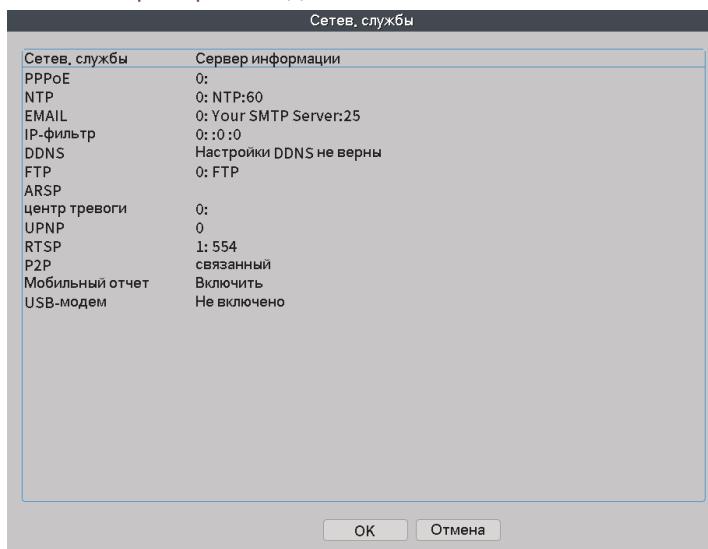 Сетев. службы
Сетев. службы Сервер информации
PPPoE 0:
NTP 0: NTP:60
EMAIL 0: Your SMTP Server:25
IP-фильтр 0: :0 :0
DDNS Настройки DDNS не верны
FTP 0: FTP
ARSP
центр тревоги 0:
UPNP 0
RTSP 1: 554
P2P связанный
Мобильный отчет Включить
USB-модем Не включено
OK Отмена